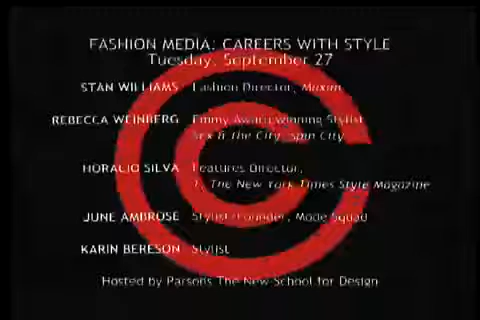 FASHION MEDIA: CAREERS WITH STYLE
Tuesday, September 27
STAN WILLIAMS Fashion Director, Maxim
REBECCA WEINBERG Emmy Award winning Stylist
Sex & the City, Spin City
HORACIO SILVA Features Director,
T, The New York Times Style Magazine
JUNE AMBROSE Stylist/Founder, Mode Squad
KARIN BERESON Stylist
Hosted by Parsons The New School for Design